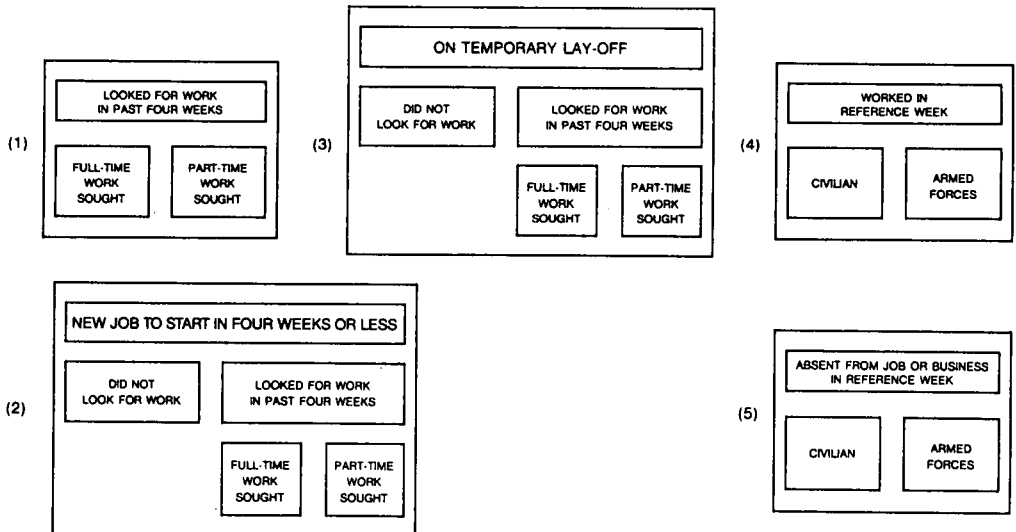 (1)
LOOKED FOR WORK
IN PAST FOUR WEEKS
FULL-TIME
WORK
SOUGHT
PART-TIME
WORK
SOUGHT
(3)
ON TEMPORARY LAY-OFF
DID NOT
LOOK FOR WORK
LOOKED FOR WORK
IN PAST FOUR WEEKS
FULL-TIME
WORK
SOUGHT
PART-TIME
WORK
SOUGHT
(4)
WORKED IN
REFERENCE WEEK
CIVILIAN
ARMED
FORCES
(2)
NEW JOB TO START IN FOUR WEEKS OR LESS
DID NOT
LOOK FOR WORK
LOOKED FOR WORK
IN PAST FOUR WEEKS
FULL-TIME
WORK
SOUGHT
PART-TIME
WORK
SOUGHT
(5)
ABSENT FROM JOB OR BUSINESS
IN REFERENCE WEEK
CIVILIAN
ARMED
FORCES